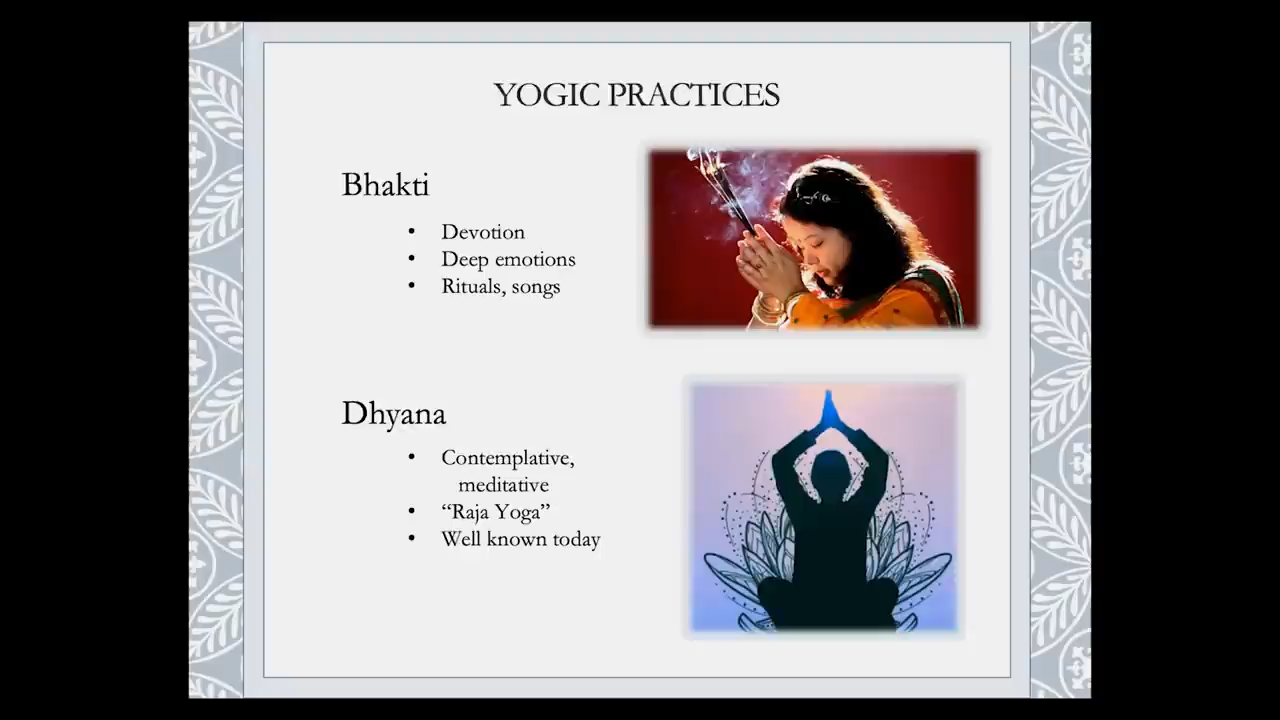 YOGIC PRACTICES
Bhakti
• Devotion
• Deep emotions
• Rituals, songs
Dhyana
• Contemplative,
meditative
• “Raja Yoga”
• Well known today